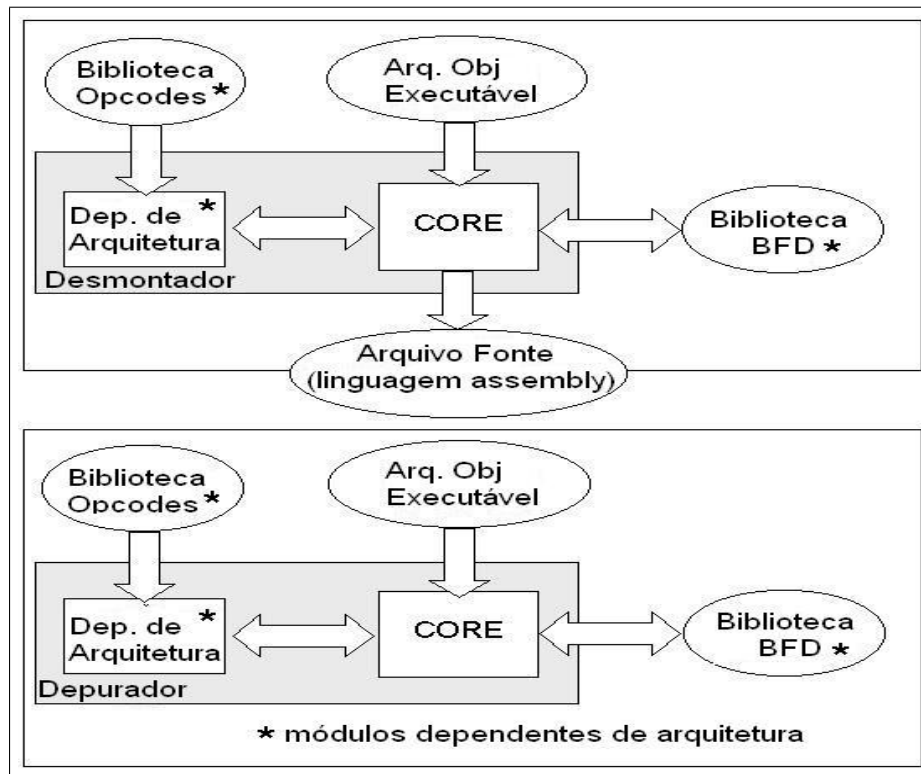 Biblioteca
Opcodes *
Arq. Obj
Executável
Dep. de *
Arquitetura
CORE
Biblioteca
BFD *
Desmontador
Arquivo Fonte
(linguagem assembly)
Biblioteca
Opcodes *
Arq. Obj
Executável
Dep. de *
Arquitetura
CORE
Biblioteca
BFD *
Depurador
* módulos dependentes de arquitetura